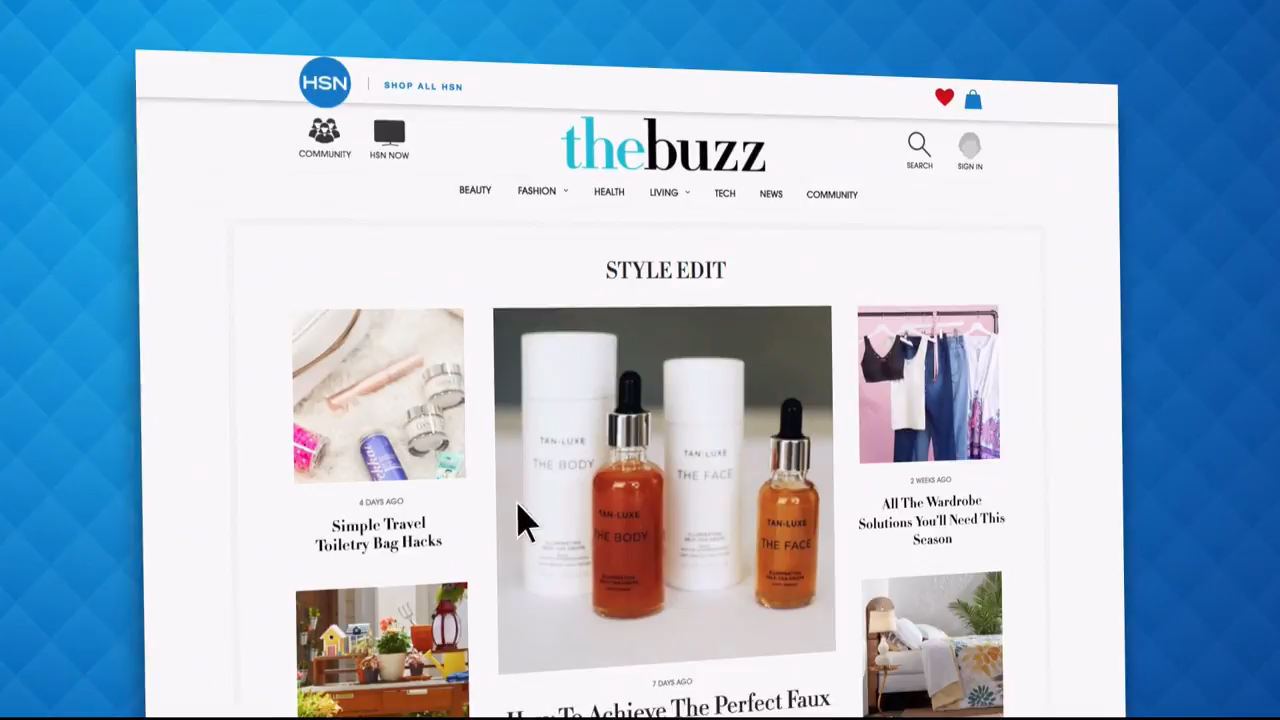 HSN
SHOP ALL HSN
COMMUNITY
HSN NOW
thebuzz
SEARCH
SIGN IN
BEAUTY
FASHION
HEALTH
LIVING
TECH
NEWS
COMMUNITY
STYLE EDIT
4 DAYS AGO
Simple Travel
Toiletry Bag Hacks
TAN-LUXE
THE BODY
TAN-LUXE
THE BODY
TAN-LUXE
THE FACE
TAN-LUXE
THE FACE
7 DAYS AGO
How To Achieve The Perfect Faux
2 WEEKS AGO
All The Wardrobe
Solutions You'll Need This
Season